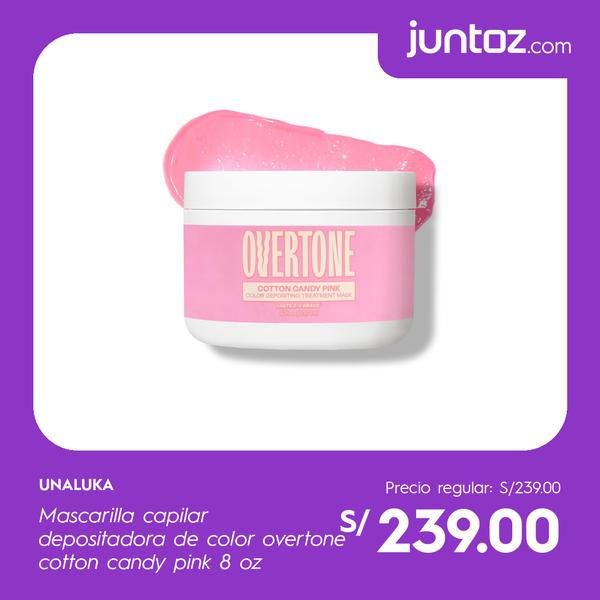 juntoz.com
OVERTONE
COTTON CANDY PINK
COLOR DEPOSITING TREATMENT MASK
UNALUKA
Precio regular: S/239.00
Mascarilla capilar
depositadora de color overtone
cotton candy pink 8 oz
S/ 239.00